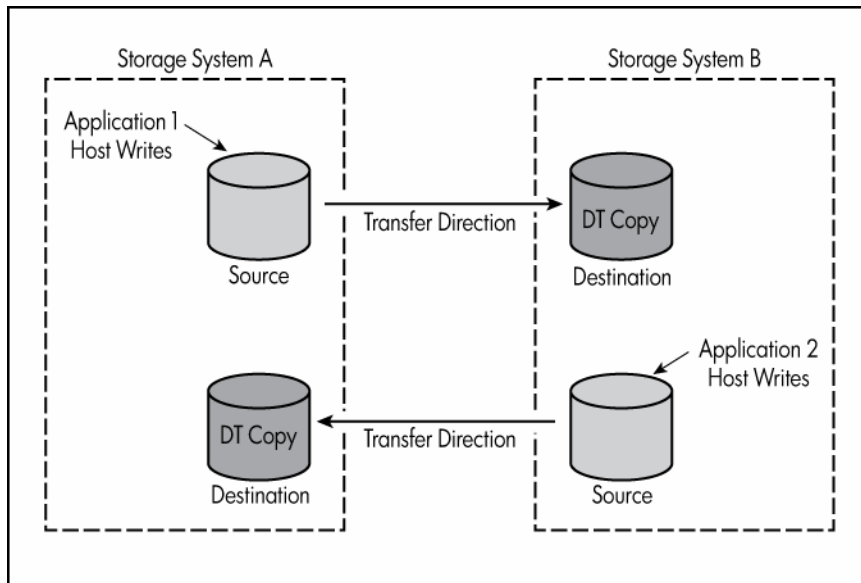 Storage System A
Storage System B
Application 1
Host Writes
DT Copy
Transfer Direction
Source
Destination
Application 2
Host Writes
DT Copy
Transfer Direction
Destination
Source